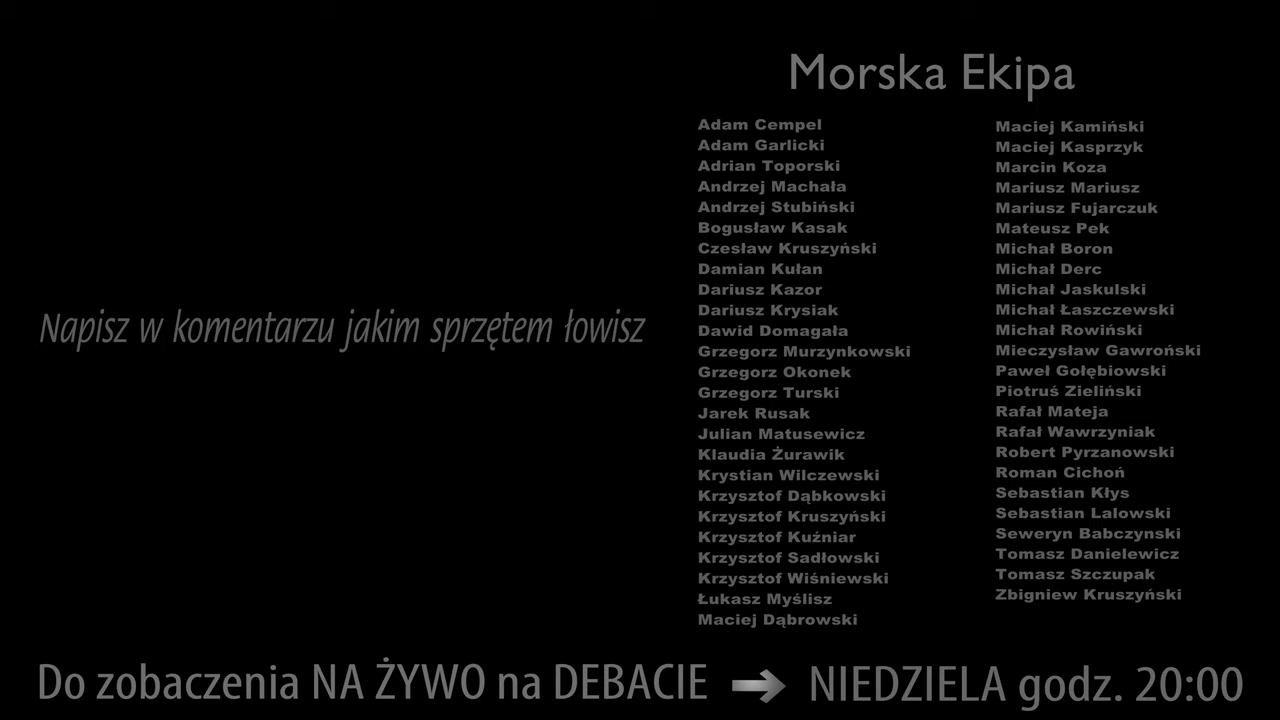 Morska Ekipa
Adam Cempel
Adam Garlicki
Adrian Toporski
Andrzej Machała
Andrzej Stubiński
Bogusław Kasak
Czesław Kruszyński
Damian Kułan
Dariusz Kazor
Dariusz Krysiak
Dawid Domagała
Grzegorz Murzynkowski
Grzegorz Okonek
Grzegorz Turski
Jarek Rusak
Julian Matusewicz
Klaudia Żurawik
Krystian Wilczewski
Krzysztof Dąbkowski
Krzysztof Kruszyński
Krzysztof Kuźniar
Krzysztof Sadłowski
Krzysztof Wiśniewski
Łukasz Myślisz
Maciej Dąbrowski
Maciej Kamiński
Maciej Kasprzyk
Marcin Koza
Mariusz Mariusz
Mariusz Fujarczuk
Mateusz Pek
Michał Boron
Michał Derc
Michał Jaskulski
Michał Łaszczewski
Michał Rowiński
Mieczysław Gawroński
Paweł Gołębiowski
Piotruś Zieliński
Rafał Mateja
Rafał Wawrzyniak
Robert Pyrzanowski
Roman Cichoń
Sebastian Kłys
Sebastian Lalowski
Seweryn Babczynski
Tomasz Danielewicz
Tomasz Szczupak
Zbigniew Kruszyński
Napisz w komentarzu jakim sprzętem łowisz
Do zobaczenia NA ŻYWO na DEBACIE → NIEDZIELA godz. 20:00